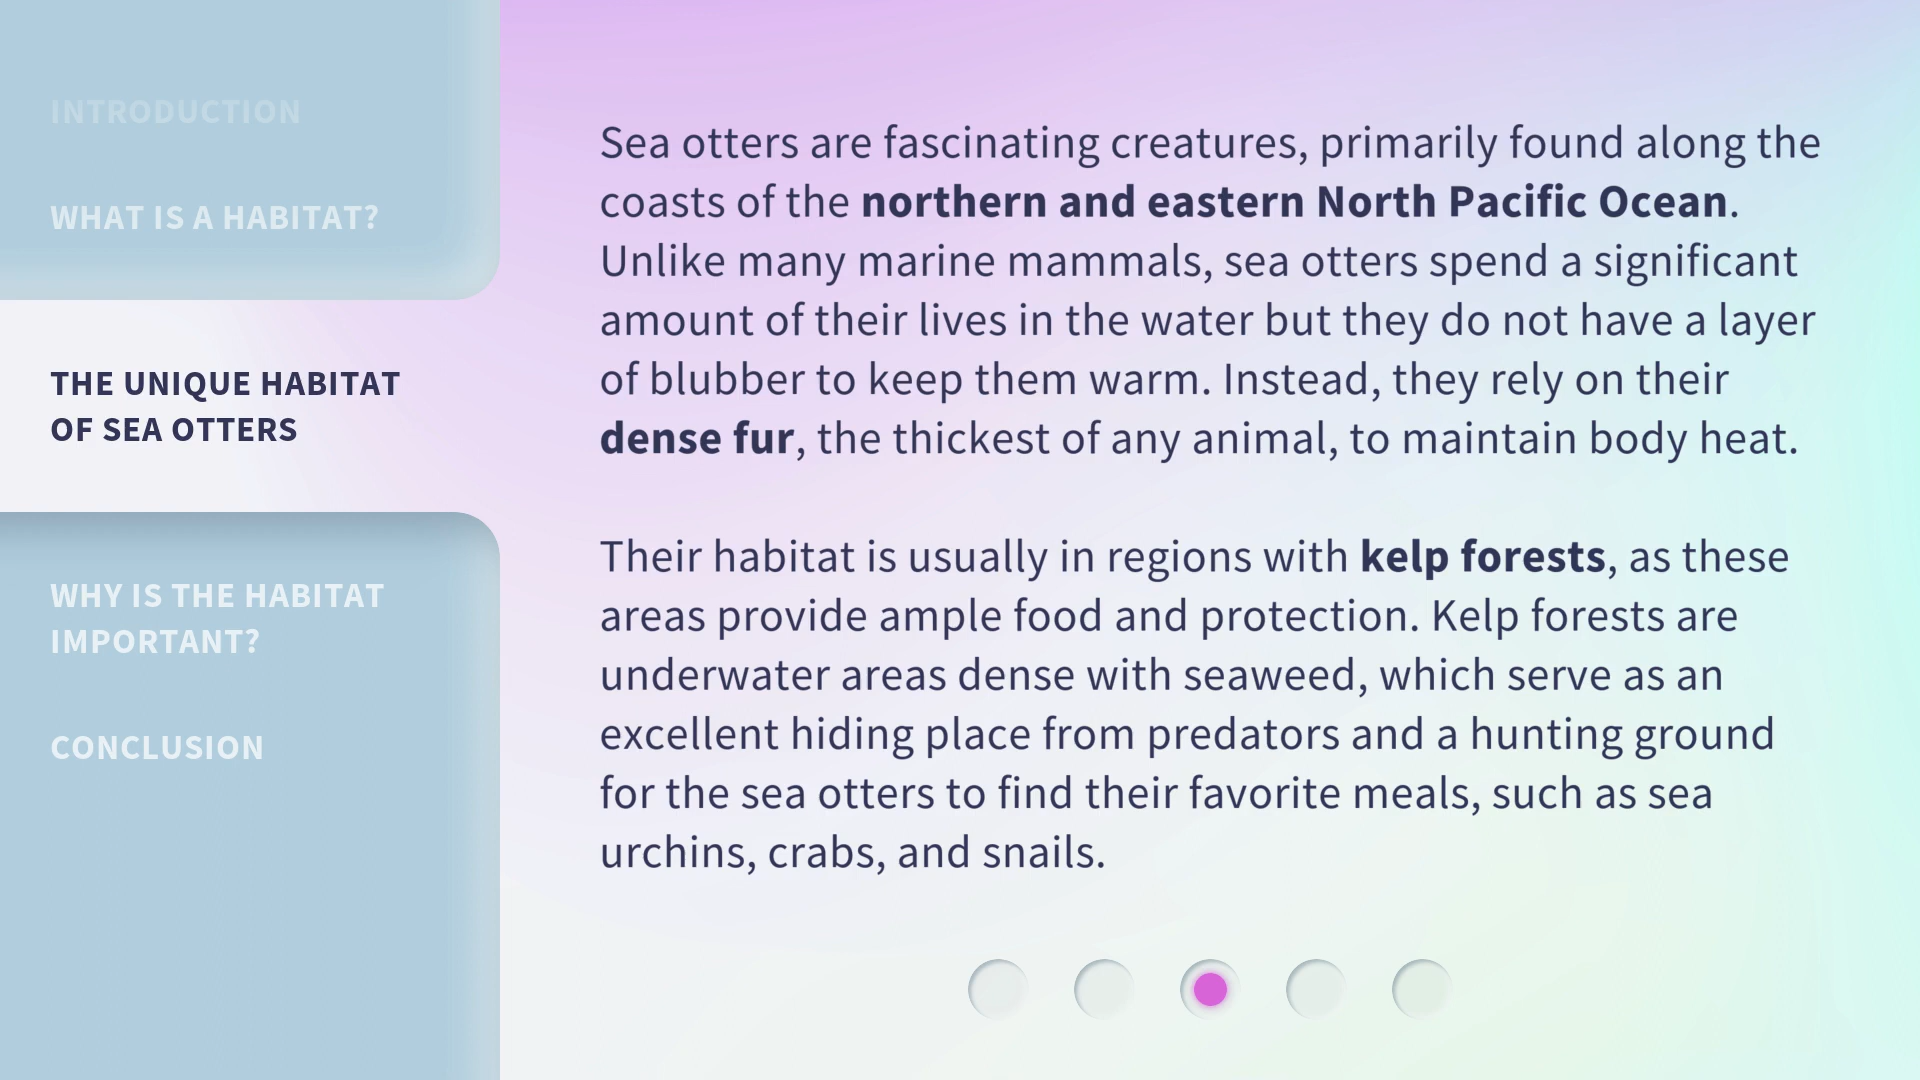 INTRODUCTION
WHAT IS A HABITAT?
THE UNIQUE HABITAT
OF SEA OTTERS
WHY IS THE HABITAT
IMPORTANT?
CONCLUSION
Sea otters are fascinating creatures, primarily found along the
coasts of the northern and eastern North Pacific Ocean.
Unlike many marine mammals, sea otters spend a significant
amount of their lives in the water but they do not have a layer
of blubber to keep them warm. Instead, they rely on their
dense fur, the thickest of any animal, to maintain body heat.
Their habitat is usually in regions with kelp forests, as these
areas provide ample food and protection. Kelp forests are
underwater areas dense with seaweed, which serve as an
excellent hiding place from predators and a hunting ground
for the sea otters to find their favorite meals, such as sea
urchins, crabs, and snails.